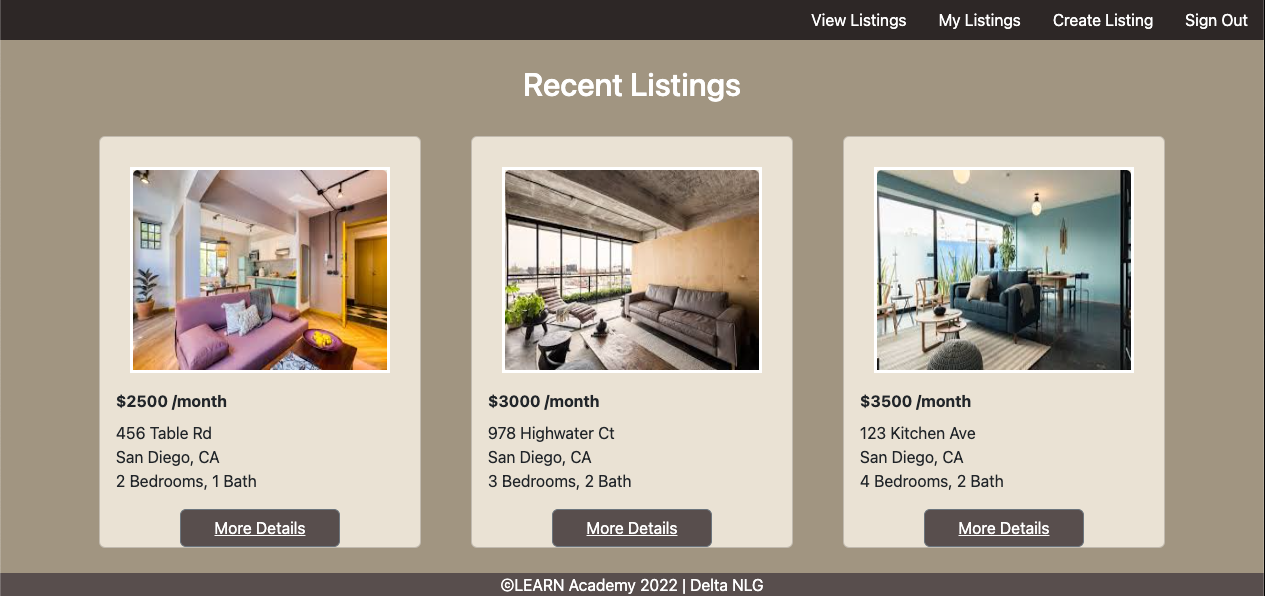 View Listings My Listings Create Listing Sign Out
Recent Listings
$2500 /month
456 Table Rd
San Diego, CA
2 Bedrooms, 1 Bath
More Details
$3000 /month
978 Highwater Ct
San Diego, CA
3 Bedrooms, 2 Bath
More Details
$3500 /month
123 Kitchen Ave
San Diego, CA
4 Bedrooms, 2 Bath
More Details
©LEARN Academy 2022 | Delta NLG